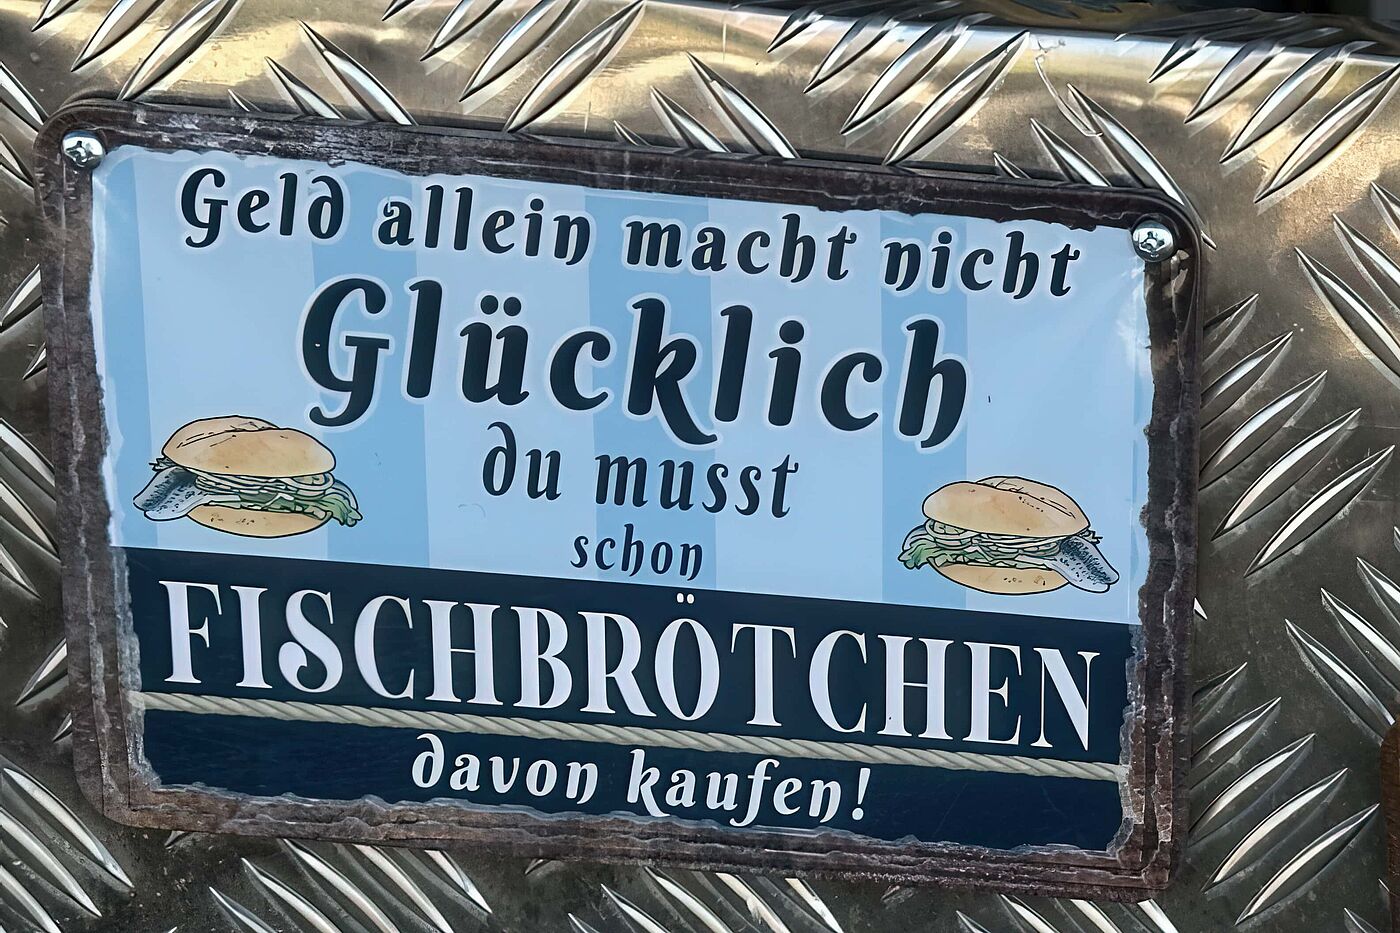 Geld allein macht nicht
Glücklich
du musst
schon
FISCHBRÖTCHEN
davon kaufen!